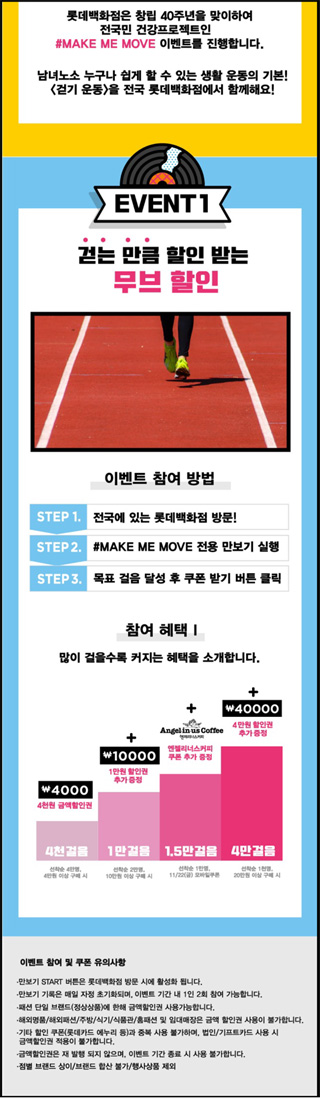 롯데백화점은 창립 40주년을 맞이하여
전국민 건강프로젝트인
#MAKE ME MOVE 이벤트를 진행합니다.
남녀노소 누구나 쉽게 할 수 있는 생활 운동의 기본!
<걷기 운동>을 전국 롯데백화점에서 함께해요!
EVENT 1
걷는 만큼 할인 받는
무브 할인
이벤트 참여 방법
STEP 1. 전국에 있는 롯데백화점 방문!
STEP 2. #MAKE ME MOVE 전용 만보기 실행
STEP 3. 목표 걸음 달성 후 쿠폰 받기 버튼 클릭
참여 혜택 I
많이 걸을수록 커지는 혜택을 소개합니다.
₩4000
4천원 금액할인권
4천걸음
선착순 4만명,
4만원 이상 구매 시
+
₩10000
1만원 할인권
추가증정
1만걸음
선착순 2만명,
10만원 이상 구매 시
+
Angel in us Coffee
엔제리너스커피
엔젤리너스커피
쿠폰 추가 증정
1.5만걸음
선착순 1만명,
11/22(금) 모바일쿠폰
+
₩40000
4만원 할인권
추가증정
4만걸음
선착순 1천명,
20만원 이상 구매 시
이벤트 참여 및 쿠폰 유의사항
-만보기 START 버튼은 롯데백화점 방문 시에 활성화 됩니다.
-만보기 기록은 매일 자정 초기화되며, 이벤트 기간 내 1인 2회 참여 가능합니다.
-패션 단일 브랜드(정상상품)에 한해 금액할인권 사용가능합니다.
-해외명품/해외패션/주방/식기/식품관/홈패션 및 임대매장은 금액 할인권 사용이 불가합니다.
-기타 할인 쿠폰(롯데카드 에누리 등)과 중복 사용 불가하며, 법인/기프트카드 사용 시
금액할인권 적용이 불가합니다.
-금액할인권은 재 발행 되지 않으며, 이벤트 기간 종료 시 사용 불가합니다.
-점별 브랜드 상이/브랜드 합산 불가/행사상품 제외